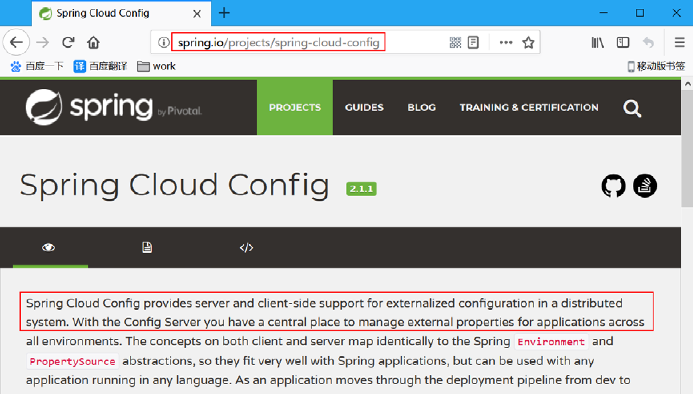 Spring Cloud Config
spring.io/projects/spring-cloud-config
百度一下 百度翻译 work 移动版书签
spring by Pivotal.
PROJECTS GUIDES BLOG TRAINING & CERTIFICATION
Spring Cloud Config 2.1.1
Spring Cloud Config provides server and client-side support for externalized configuration in a distributed
system. With the Config Server you have a central place to manage external properties for applications across
all environments. The concepts on both client and server map identically to the Spring Environment and
PropertySource abstractions, so they fit very well with Spring applications, but can be used with any
application running in any language. As an application moves through the deployment pipeline from dev to